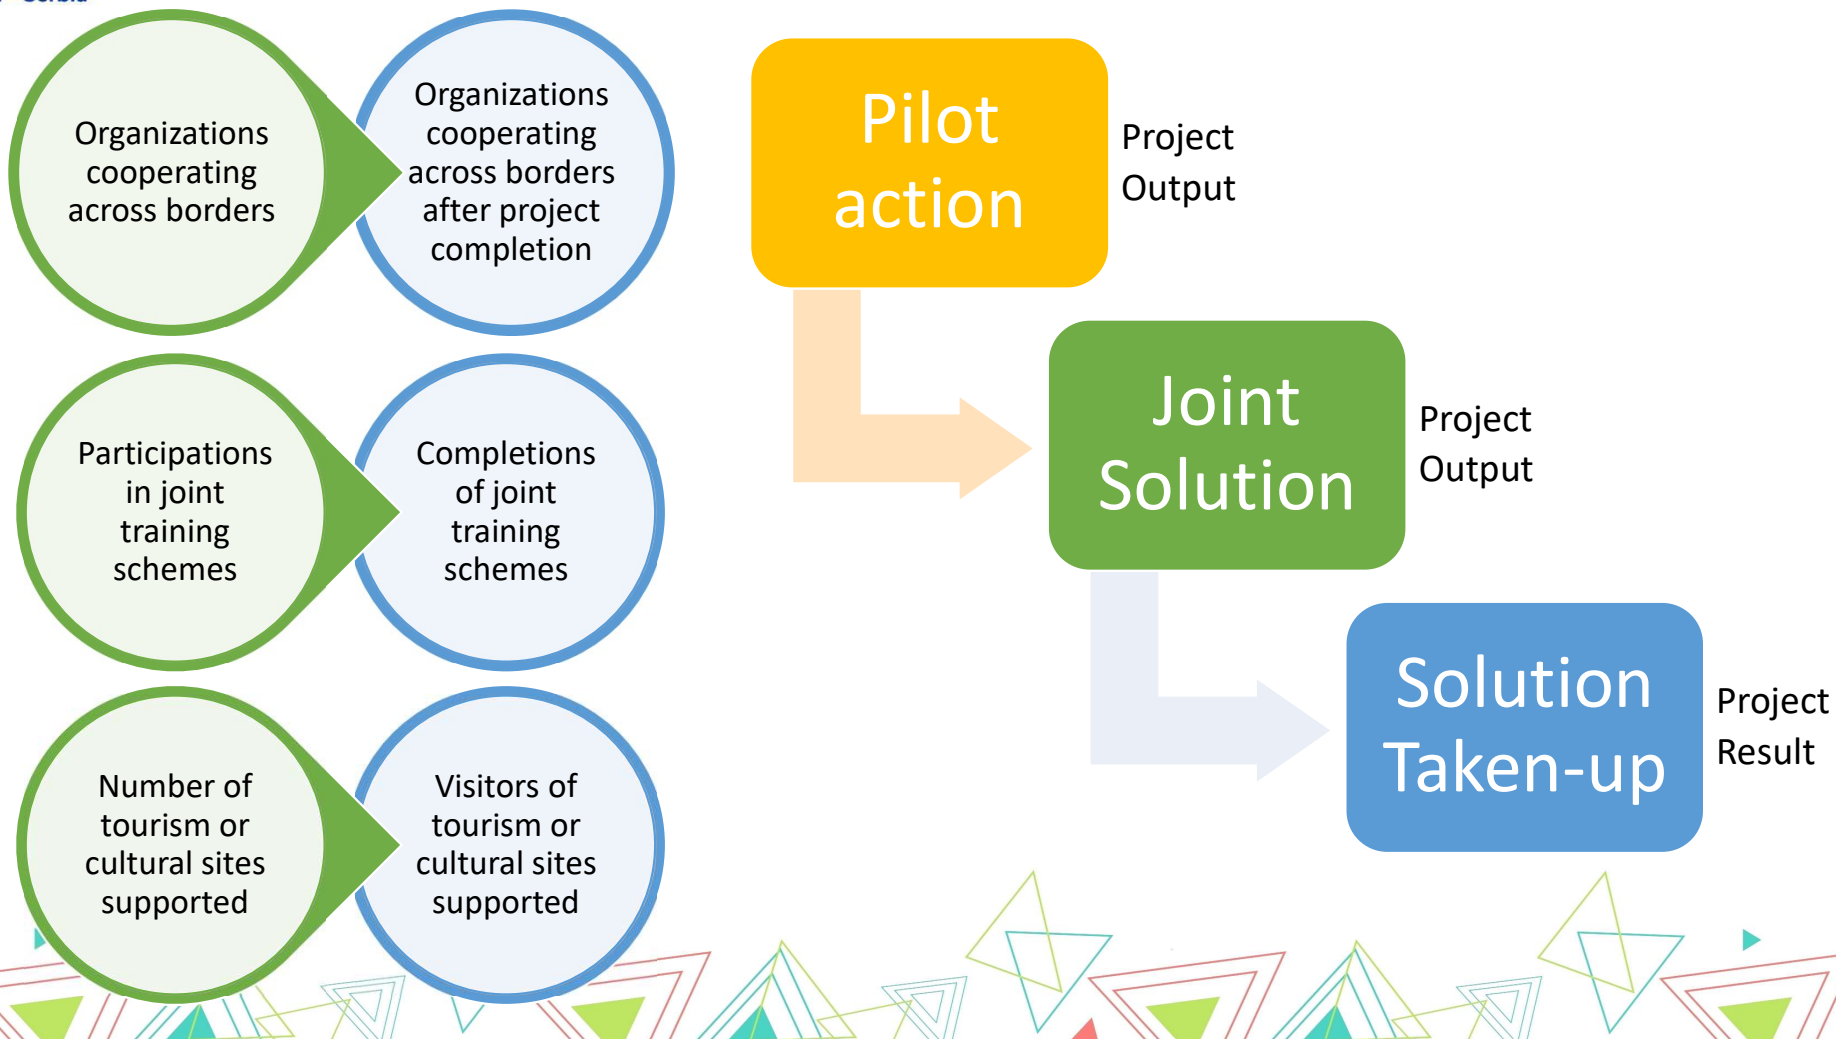 Serbia
Organizations
cooperating
across borders
Organizations
cooperating
across borders
after project
completion
Participations
in joint
training
schemes
Completions
of joint
training
schemes
Number of
tourism or
cultural sites
supported
Visitors of
tourism or
cultural sites
supported
Pilot
action
Project
Output
Joint
Solution
Project
Output
Solution
Taken-up
Project
Result